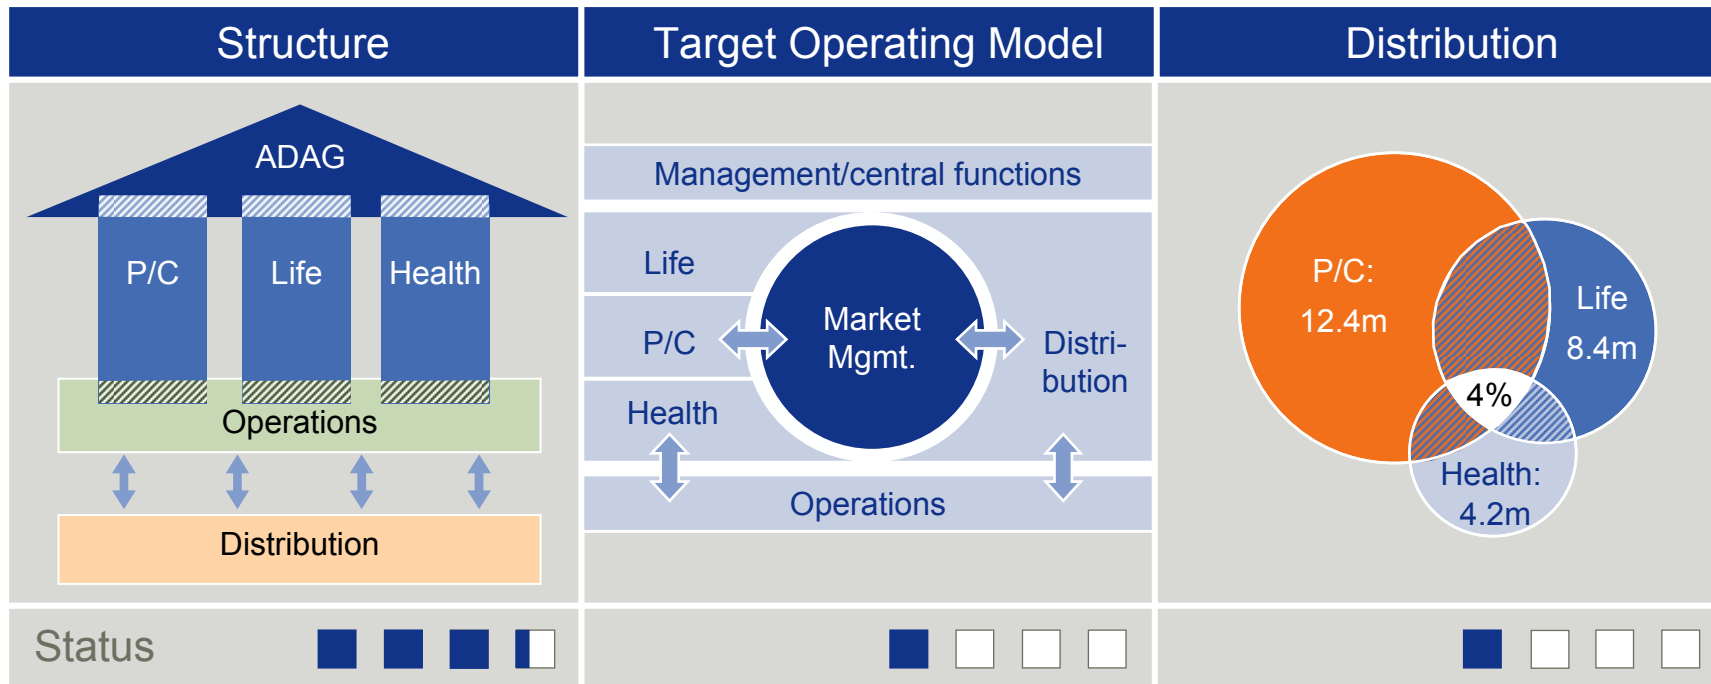 Structure
ADAG
P/C
Life
Health
Operations
Distribution
Target Operating Model
Management/central functions
Life
P/C
Health
Market
Mgmt.
Distri-
bution
Operations
Distribution
P/C:
12.4m
Life
8.4m
4%
Health:
4.2m
Status